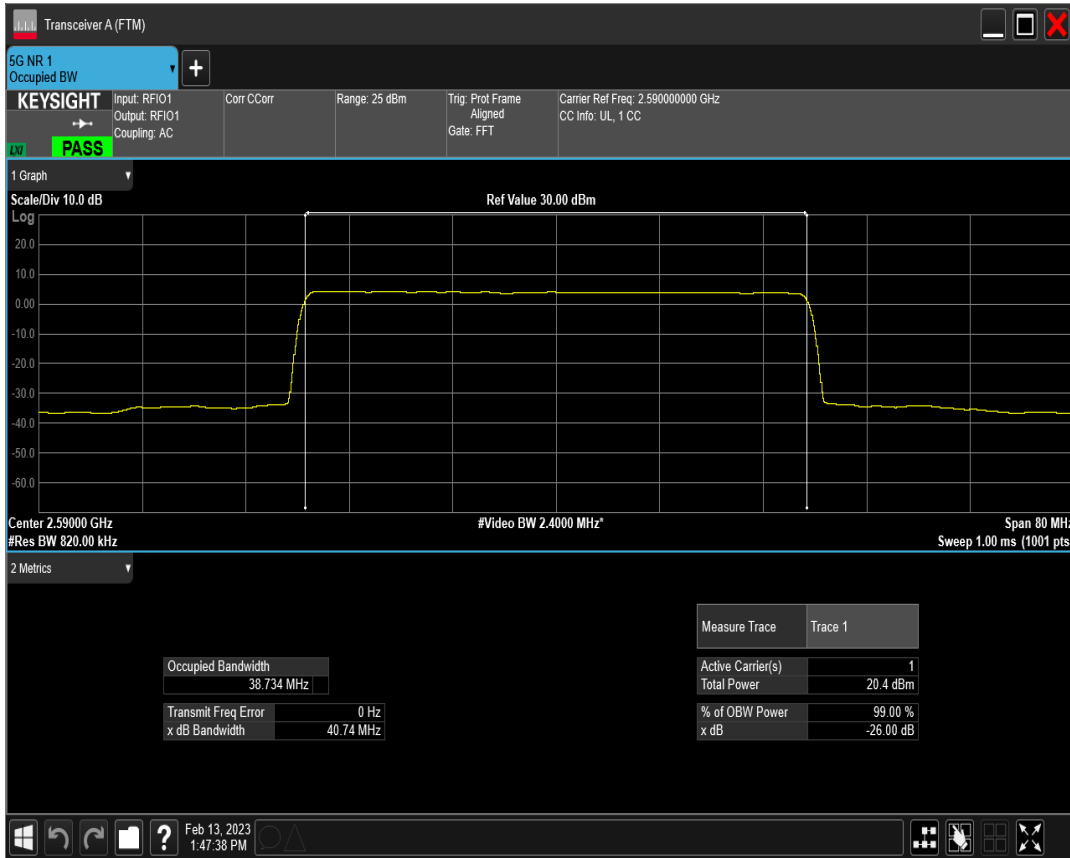 Transceiver A (FTM)
5G NR 1
Occupied BW
+
KEYSIGHT
LXI
PASS
Input: RFIO1
Output: RFIO1
Coupling: AC
Corr CCorr
Range: 25 dBm
Trig: Prot Frame
Aligned
Gate: FFT
Carrier Ref Freq: 2.590000000 GHz
CC Info: UL, 1 CC
1 Graph
Scale/Div 10.0 dB
Ref Value 30.00 dBm
Log
20.0
10.0
0.00
-10.0
-20.0
-30.0
-40.0
-50.0
-60.0
Center 2.59000 GHz
#Video BW 2.4000 MHz*
Span 80 MHz
#Res BW 820.00 kHz
Sweep 1.00 ms (1001 pts
2 Metrics
Measure Trace Trace 1
Occupied Bandwidth
38.734 MHz
Active Carrier(s) 1
Total Power 20.4 dBm
Transmit Freq Error 0 Hz
x dB Bandwidth 40.74 MHz
% of OBW Power 99.00 %
x dB -26.00 dB
?
Feb 13, 2023
1:47:38 PM